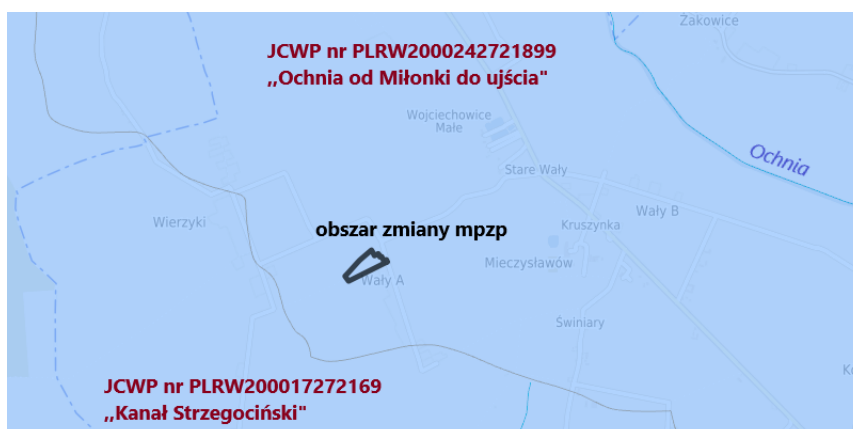 Żakowice
JCWP nr PLRW2000242721899
,,Ochnia od Miłonki do ujścia"
Wojciechowice
Małe
Ochnia
Stare Wały
Wały B
Wierzyki
obszar zmiany mpzp
Kruszynka
Mieczysławów
Wały A
Świniary
JCWP nr PLRW200017272169
,,Kanał Strzegociński"